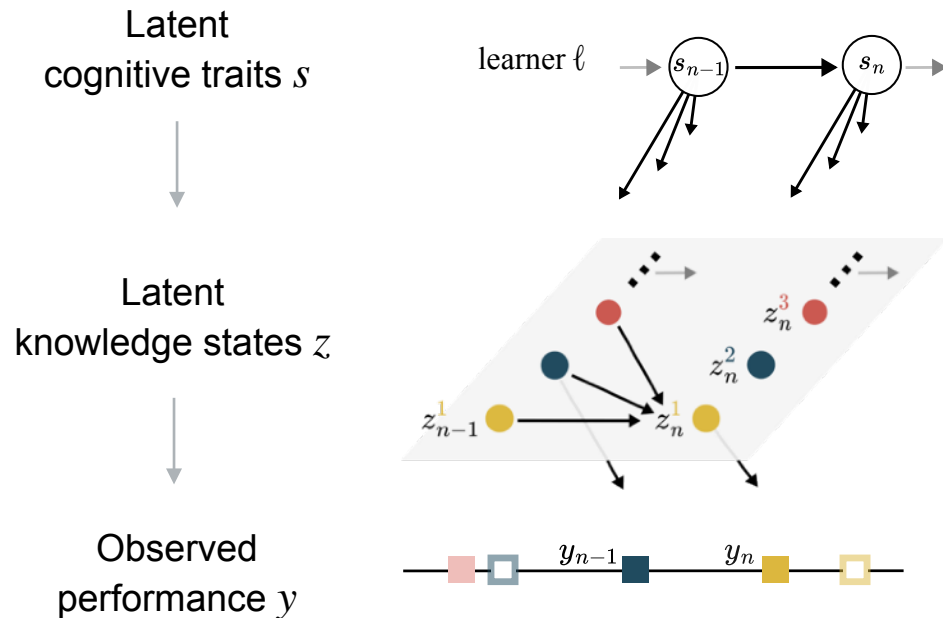 Latent
cognitive traits s
learner ℓ
s_{n-1}
s_n
Latent
knowledge states z
z_n^3
z_n^2
z_{n-1}^1
z_n^1
Observed
performance y
y_{n-1}
y_n